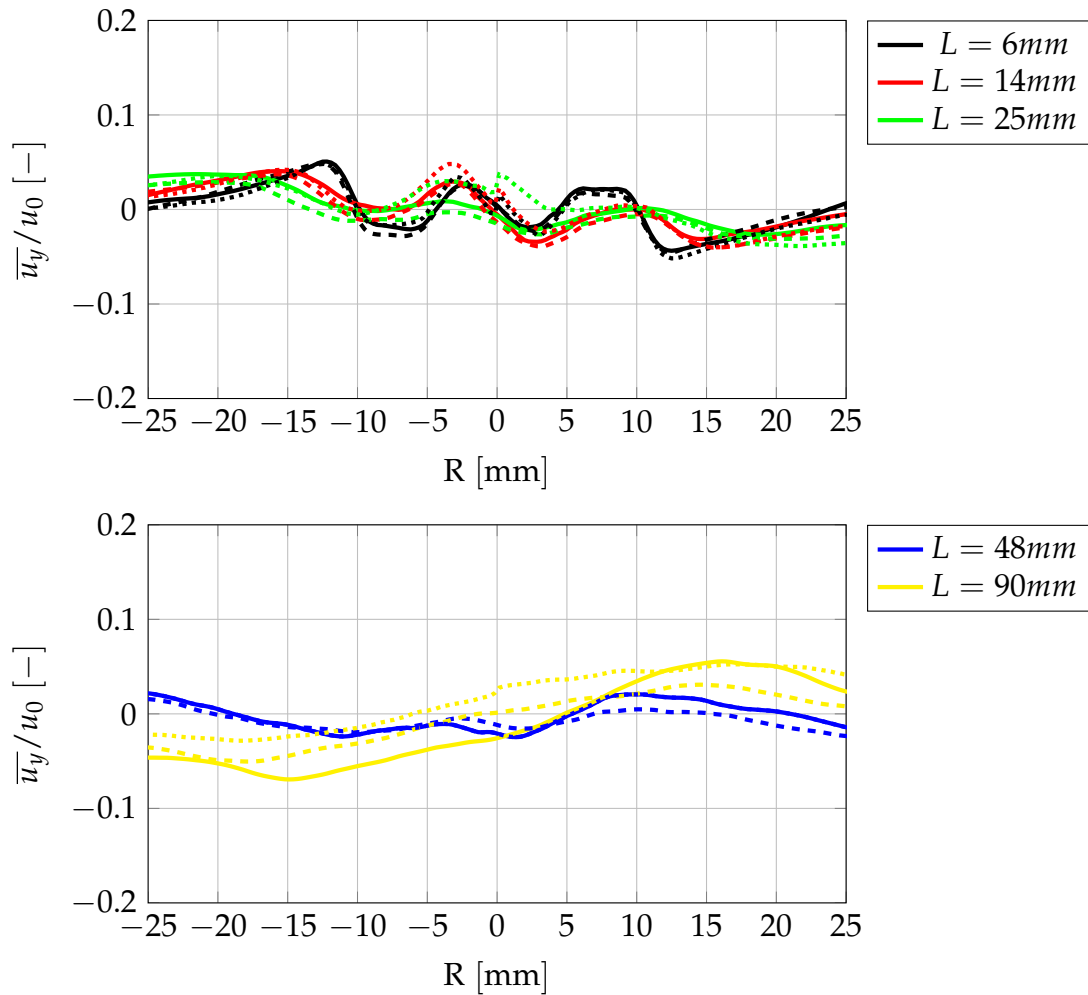 0.2
0.1
0
−0.1
−0.2
−25 −20 −15 −10 −5 0 5 10 15 20 25
R [mm]
$\overline{u_y}/u_0$ [−]
L = 6mm
L = 14mm
L = 25mm
0.2
0.1
0
−0.1
−0.2
−25 −20 −15 −10 −5 0 5 10 15 20 25
R [mm]
$\overline{u_y}/u_0$ [−]
L = 48mm
L = 90mm